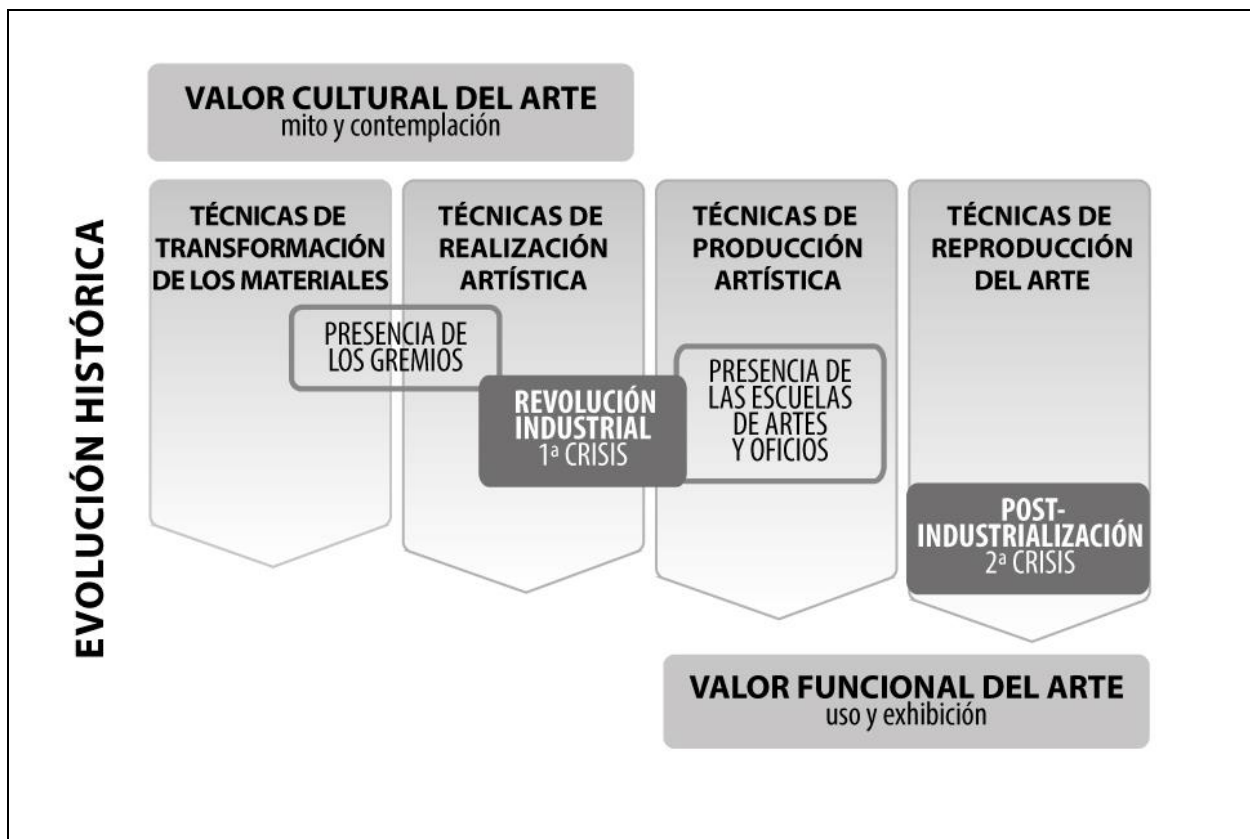 VALOR CULTURAL DEL ARTE
mito y contemplación
EVOLUCIÓN HISTÓRICA
TÉCNICAS DE
TRANSFORMACIÓN
DE LOS MATERIALES
TÉCNICAS DE
REALIZACIÓN
ARTÍSTICA
TÉCNICAS DE
PRODUCCIÓN
ARTÍSTICA
TÉCNICAS DE
REPRODUCCIÓN
DEL ARTE
PRESENCIA DE
LOS GREMIOS
REVOLUCIÓN
INDUSTRIAL
1ª CRISIS
PRESENCIA DE
LAS ESCUELAS
DE ARTES
Y OFICIOS
POST-
INDUSTRIALIZACIÓN
2ª CRISIS
VALOR FUNCIONAL DEL ARTE
uso y exhibición